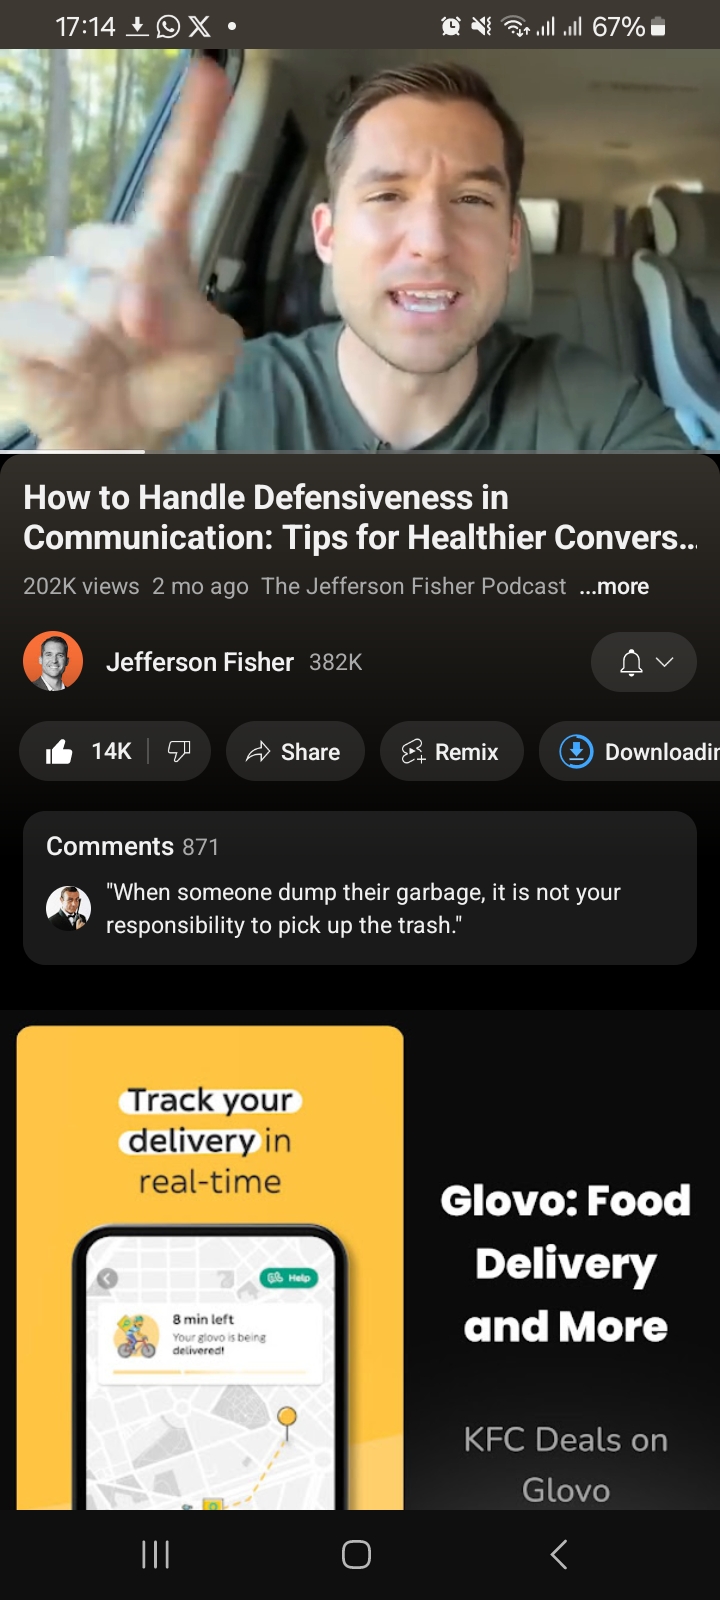 17:14
67%
How to Handle Defensiveness in
Communication: Tips for Healthier Convers...
202K views 2 mo ago The Jefferson Fisher Podcast ...more
Jefferson Fisher 382K
14K
Share
Remix
Downloadin
Comments 871
"When someone dump their garbage, it is not your
responsibility to pick up the trash."
Track your
delivery in
real-time
Help
8 min left
Your glovo is being
delivered!
Glovo: Food
Delivery
and More
KFC Deals on
Glovo